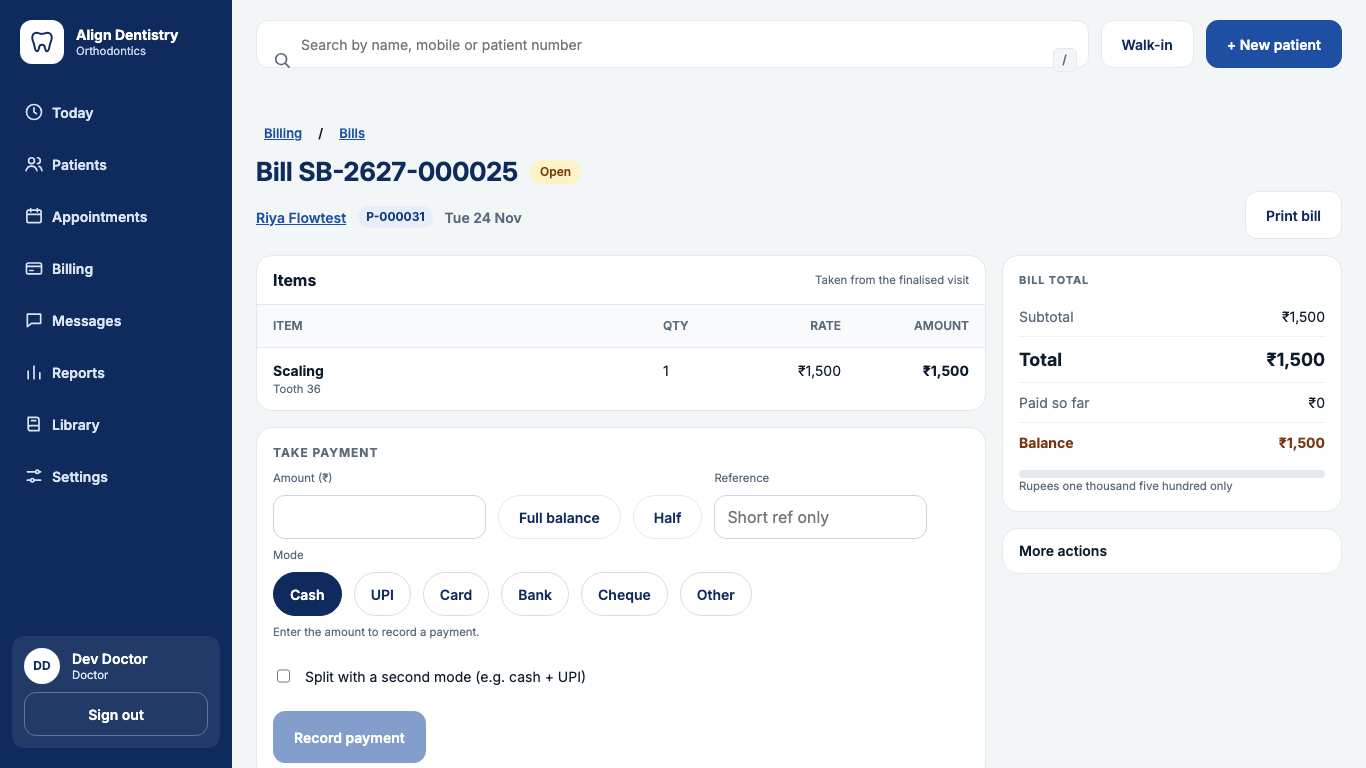 Align Dentistry
Orthodontics
Today
Patients
Appointments
Billing
Messages
Reports
Library
Settings
DD
Dev Doctor
Doctor
Sign out
Search by name, mobile or patient number
/
Walk-in
+ New patient
Billing / Bills
Bill SB-2627-000025 Open
Riya Flowtest P-000031 Tue 24 Nov
Print bill
Items Taken from the finalised visit
ITEM QTY RATE AMOUNT
Scaling 1 ₹1,500 ₹1,500
Tooth 36
TAKE PAYMENT
Amount (₹) Reference
Full balance Half Short ref only
Mode
Cash UPI Card Bank Cheque Other
Enter the amount to record a payment.
Split with a second mode (e.g. cash + UPI)
Record payment
BILL TOTAL
Subtotal ₹1,500
Total ₹1,500
Paid so far ₹0
Balance ₹1,500
Rupees one thousand five hundred only
More actions